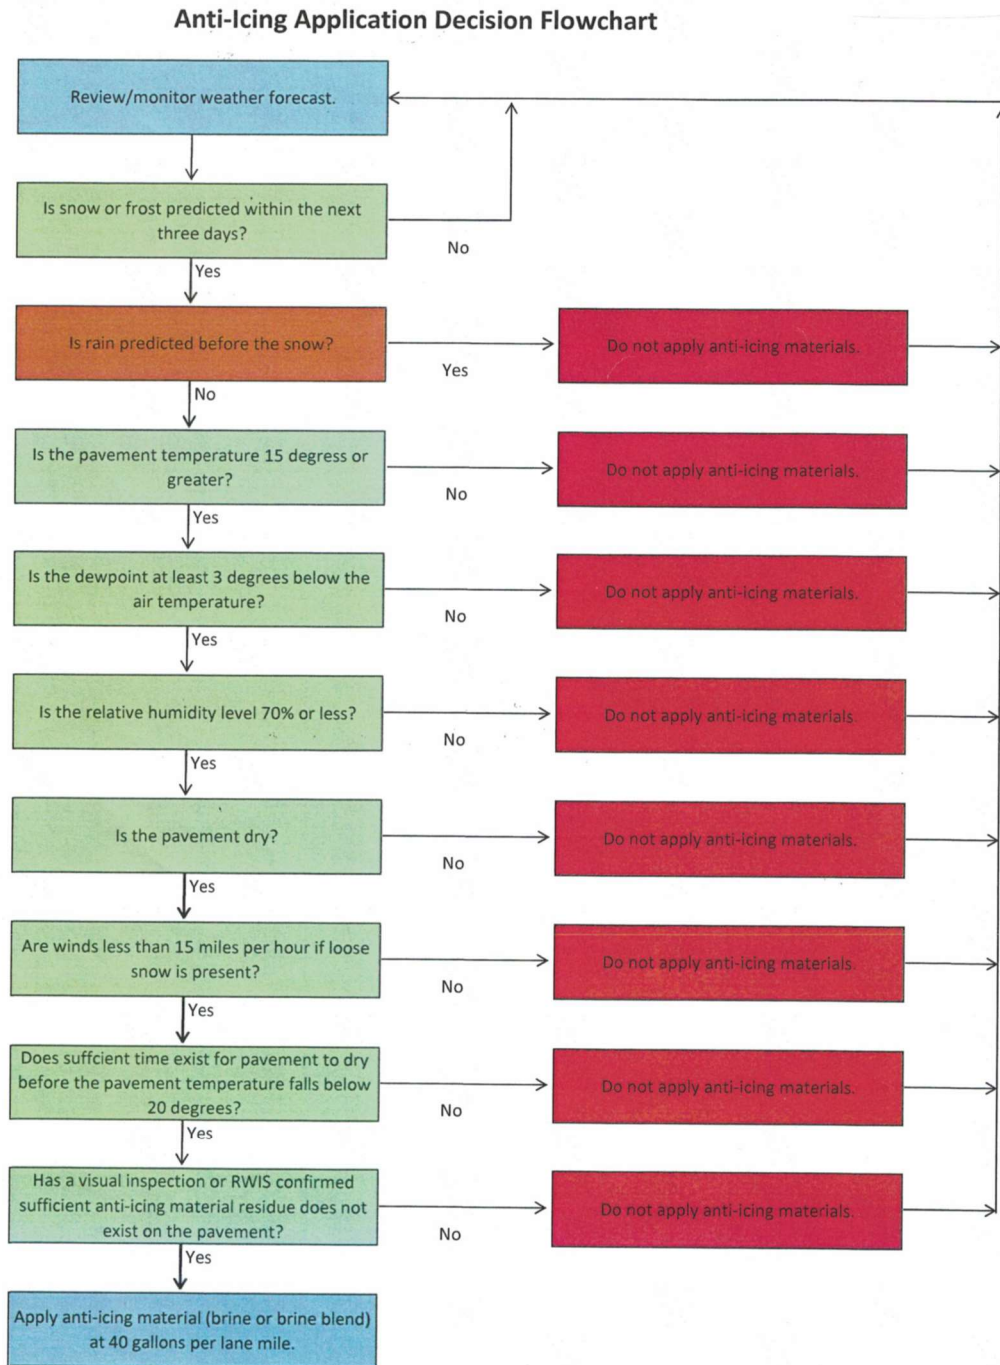 Anti-Icing Application Decision Flowchart
Review/monitor weather forecast.
Is snow or frost predicted within the next
three days?
No
Yes
Is rain predicted before the snow?
Do not apply anti-icing materials.
Yes
No
Is the pavement temperature 15 degress or
greater?
Do not apply anti-icing materials.
No
Yes
Is the dewpoint at least 3 degrees below the
air temperature?
Do not apply anti-icing materials.
No
Yes
Is the relative humidity level 70% or less?
Do not apply anti-icing materials.
No
Yes
Is the pavement dry?
Do not apply anti-icing materials.
No
Yes
Are winds less than 15 miles per hour if loose
snow is present?
Do not apply anti-icing materials.
No
Yes
Does suffcient time exist for pavement to dry
before the pavement temperature falls below
20 degrees?
Do not apply anti-icing materials.
No
Yes
Has a visual inspection or RWIS confirmed
sufficient anti-icing material residue does not
exist on the pavement?
Do not apply anti-icing materials.
No
Yes
Apply anti-icing material (brine or brine blend)
at 40 gallons per lane mile.